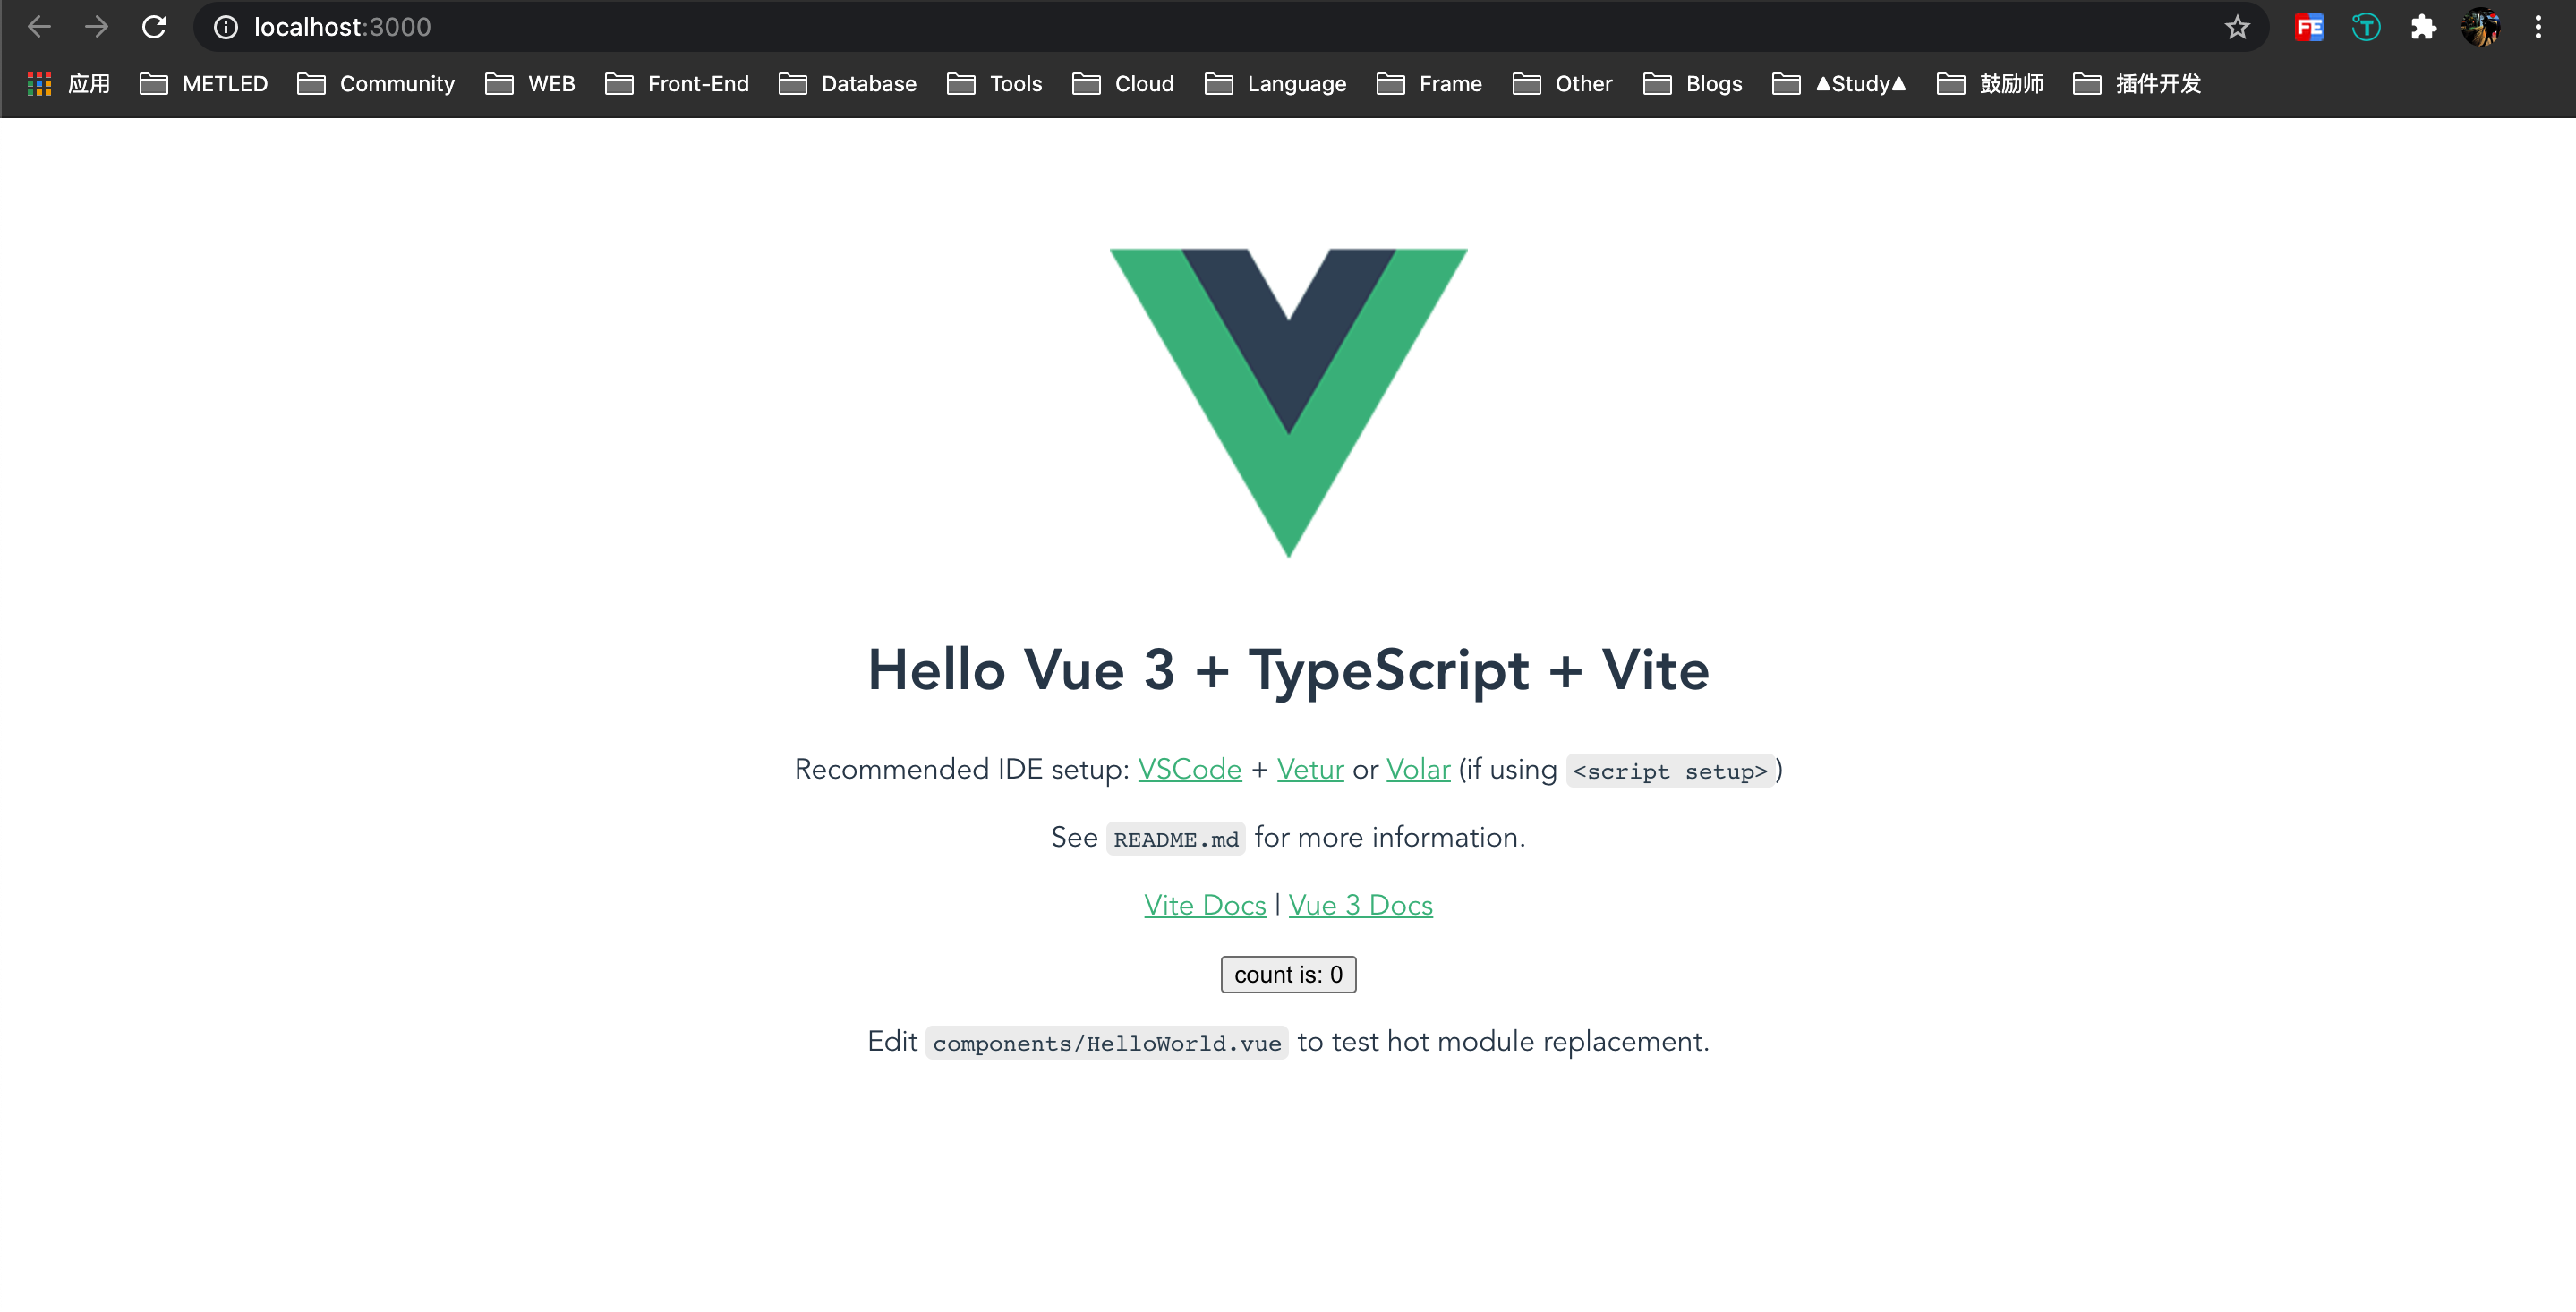 localhost:3000
应用 METLED Community WEB Front-End Database Tools Cloud Language Frame Other Blogs ▲Study▲ 鼓励师 插件开发
Hello Vue 3 + TypeScript + Vite
Recommended IDE setup: VSCode + Vetur or Volar (if using <script setup>)
See README.md for more information.
Vite Docs | Vue 3 Docs
count is: 0
Edit components/HelloWorld.vue to test hot module replacement.